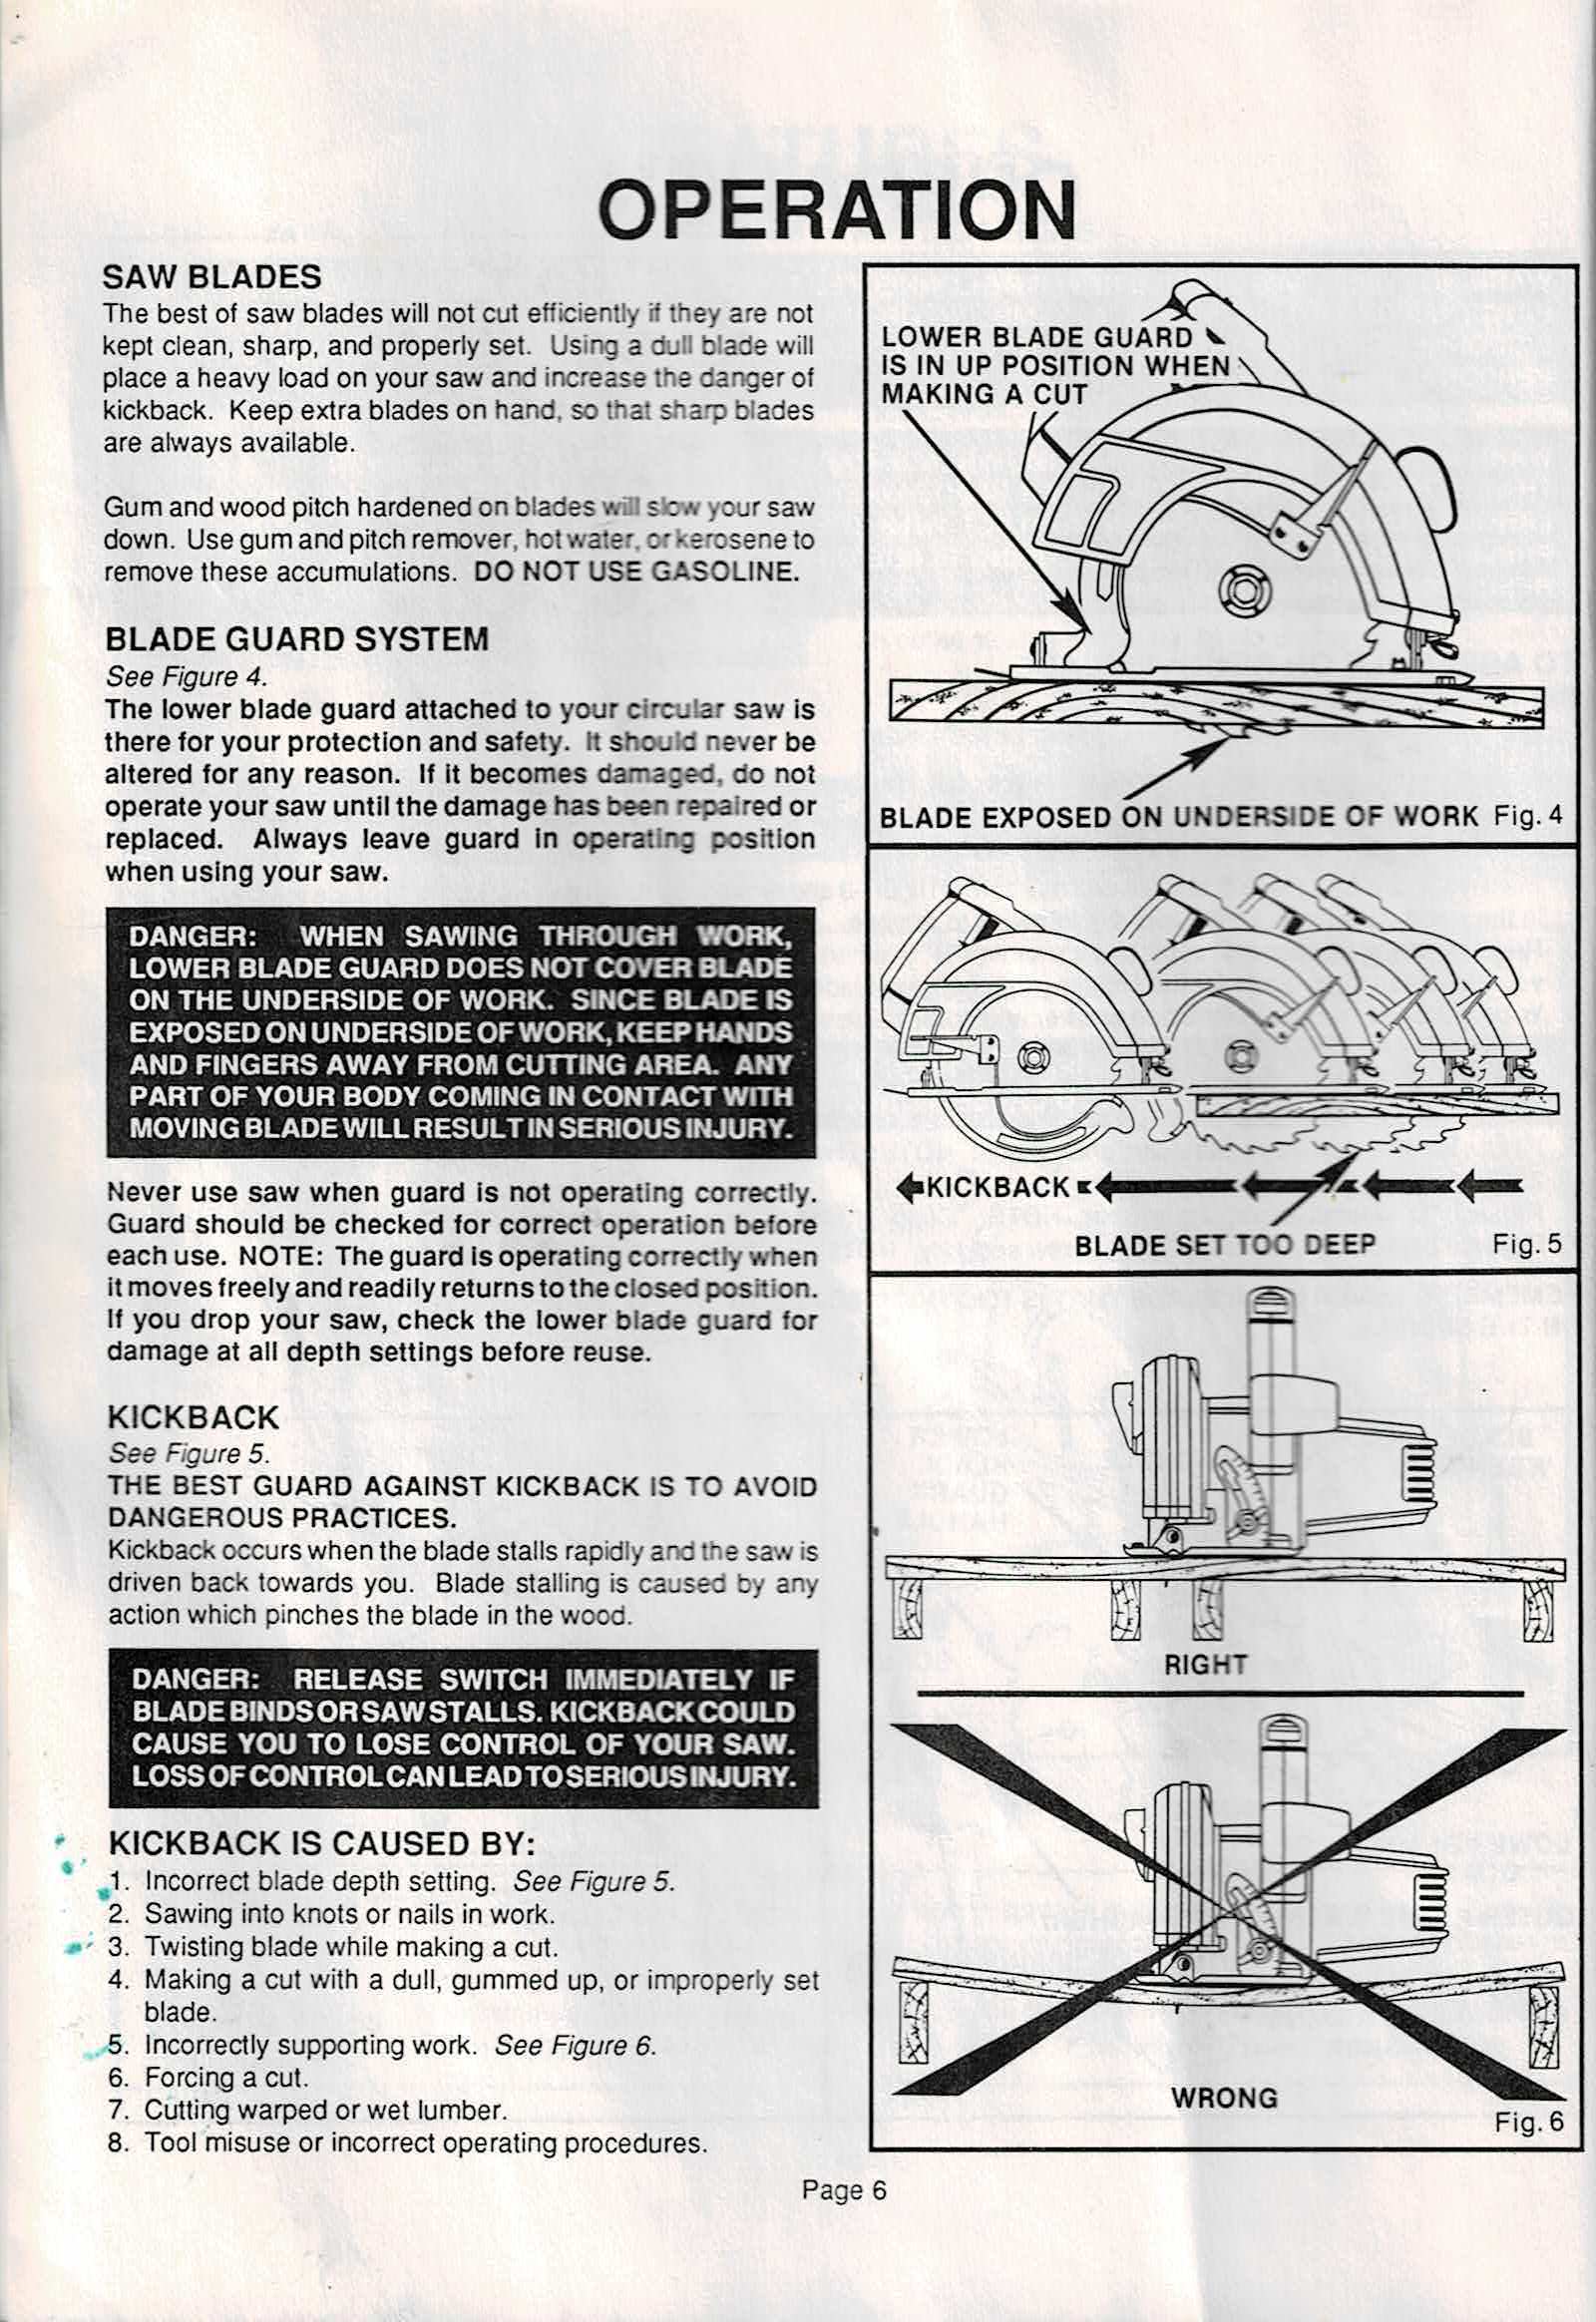 OPERATION
SAW BLADES
The best of saw blades will not cut efficiently if they are not
kept clean, sharp, and properly set. Using a dull blade will
place a heavy load on your saw and increase the danger of
kickback. Keep extra blades on hand, so that sharp blades
are always available.
Gum and wood pitch hardened on blades will slow your saw
down. Use gum and pitch remover, hot water, or kerosene to
remove these accumulations. DO NOT USE GASOLINE.
BLADE GUARD SYSTEM
See Figure 4.
The lower blade guard attached to your circular saw is
there for your protection and safety. It should never be
altered for any reason. If it becomes damaged, do not
operate your saw until the damage has been repaired or
replaced. Always leave guard in operating position
when using your saw.
DANGER: WHEN SAWING THROUGH WORK,
LOWER BLADE GUARD DOES NOT COVER BLADE
ON THE UNDERSIDE OF WORK. SINCE BLADE IS
EXPOSED ON UNDERSIDE OF WORK, KEEP HANDS
AND FINGERS AWAY FROM CUTTING AREA. ANY
PART OF YOUR BODY COMING IN CONTACT WITH
MOVING BLADE WILL RESULT IN SERIOUS INJURY.
Never use saw when guard is not operating correctly.
Guard should be checked for correct operation before
each use. NOTE: The guard is operating correctly when
it moves freely and readily returns to the closed position.
If you drop your saw, check the lower blade guard for
damage at all depth settings before reuse.
KICKBACK
See Figure 5.
THE BEST GUARD AGAINST KICKBACK IS TO AVOID
DANGEROUS PRACTICES.
Kickback occurs when the blade stalls rapidly and the saw is
driven back towards you. Blade stalling is caused by any
action which pinches the blade in the wood.
DANGER: RELEASE SWITCH IMMEDIATELY IF
BLADE BINDS OR SAW STALLS. KICKBACK COULD
CAUSE YOU TO LOSE CONTROL OF YOUR SAW.
LOSS OF CONTROL CAN LEAD TO SERIOUS INJURY.
KICKBACK IS CAUSED BY:
1. Incorrect blade depth setting. See Figure 5.
2. Sawing into knots or nails in work.
3. Twisting blade while making a cut.
4. Making a cut with a dull, gummed up, or improperly set
blade.
5. Incorrectly supporting work. See Figure 6.
6. Forcing a cut.
7. Cutting warped or wet lumber.
8. Tool misuse or incorrect operating procedures.
LOWER BLADE GUARD
IS IN UP POSITION WHEN
MAKING A CUT
BLADE EXPOSED ON UNDERSIDE OF WORK Fig. 4
KICKBACK
BLADE SET TOO DEEP
Fig. 5
RIGHT
WRONG
Fig. 6
Page 6